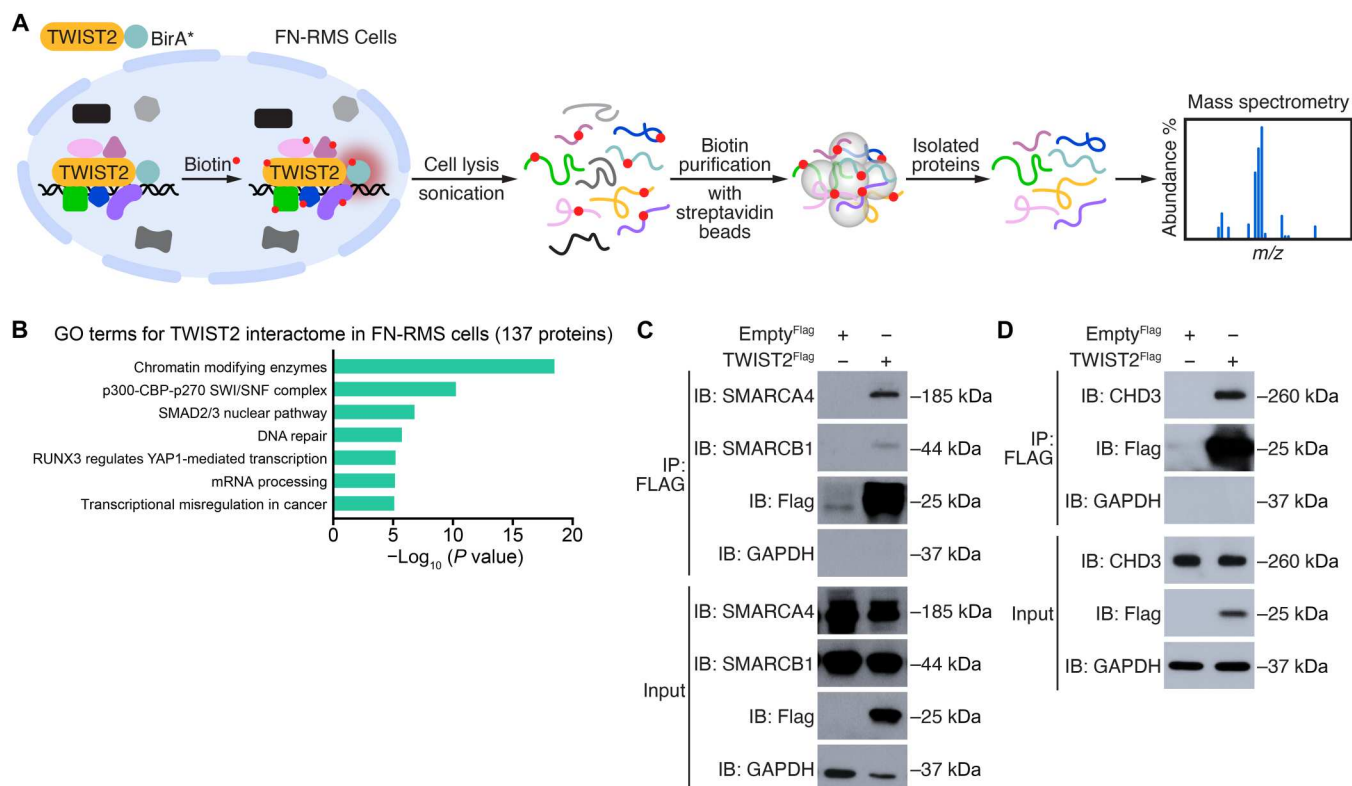 A
TWIST2 BirA*
FN-RMS Cells
TWIST2
Biotin
TWIST2
Cell lysis
sonication
Biotin
purification
with
streptavidin
beads
Isolated
proteins
Mass spectrometry
Abundance %
m/z
B
GO terms for TWIST2 interactome in FN-RMS cells (137 proteins)
Chromatin modifying enzymes
p300-CBP-p270 SWI/SNF complex
SMAD2/3 nuclear pathway
DNA repair
RUNX3 regulates YAP1-mediated transcription
mRNA processing
Transcriptional misregulation in cancer
0 5 10 15 20
−Log10 (P value)
C
EmptyFlag + −
TWIST2Flag − +
IP:
FLAG
IB: SMARCA4 –185 kDa
IB: SMARCB1 –44 kDa
IB: Flag –25 kDa
IB: GAPDH –37 kDa
Input
IB: SMARCA4 –185 kDa
IB: SMARCB1 –44 kDa
IB: Flag –25 kDa
IB: GAPDH –37 kDa
D
EmptyFlag + −
TWIST2Flag − +
IP:
FLAG
IB: CHD3 –260 kDa
IB: Flag –25 kDa
IB: GAPDH –37 kDa
Input
IB: CHD3 –260 kDa
IB: Flag –25 kDa
IB: GAPDH –37 kDa